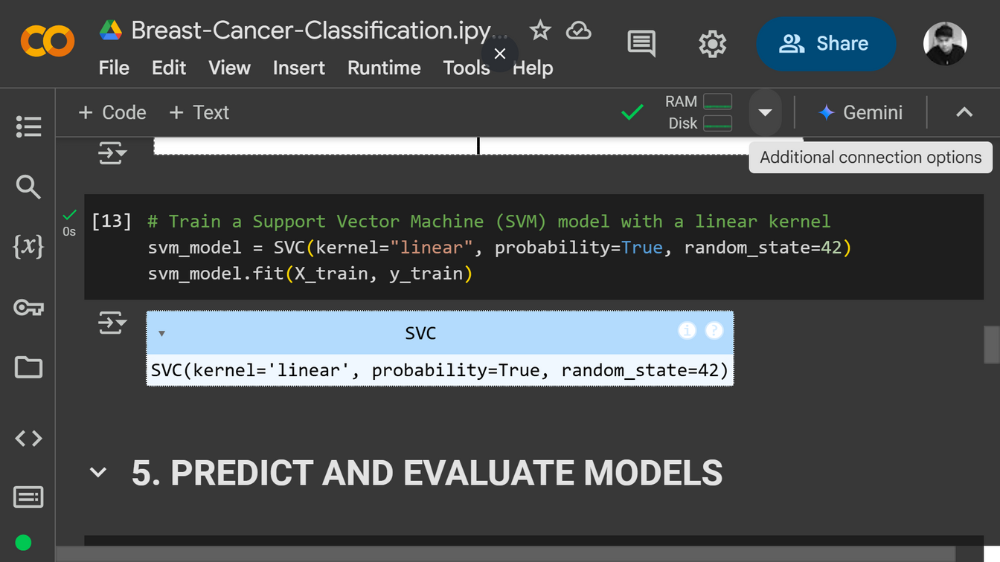 Breast-Cancer-Classification.ipy...
File Edit View Insert Runtime Tools Help
Share
+ Code + Text
RAM
Disk
Gemini
Additional connection options
[13] # Train a Support Vector Machine (SVM) model with a linear kernel
0s
svm_model = SVC(kernel="linear", probability=True, random_state=42)
svm_model.fit(X_train, y_train)
SVC
SVC(kernel='linear', probability=True, random_state=42)
5. PREDICT AND EVALUATE MODELS